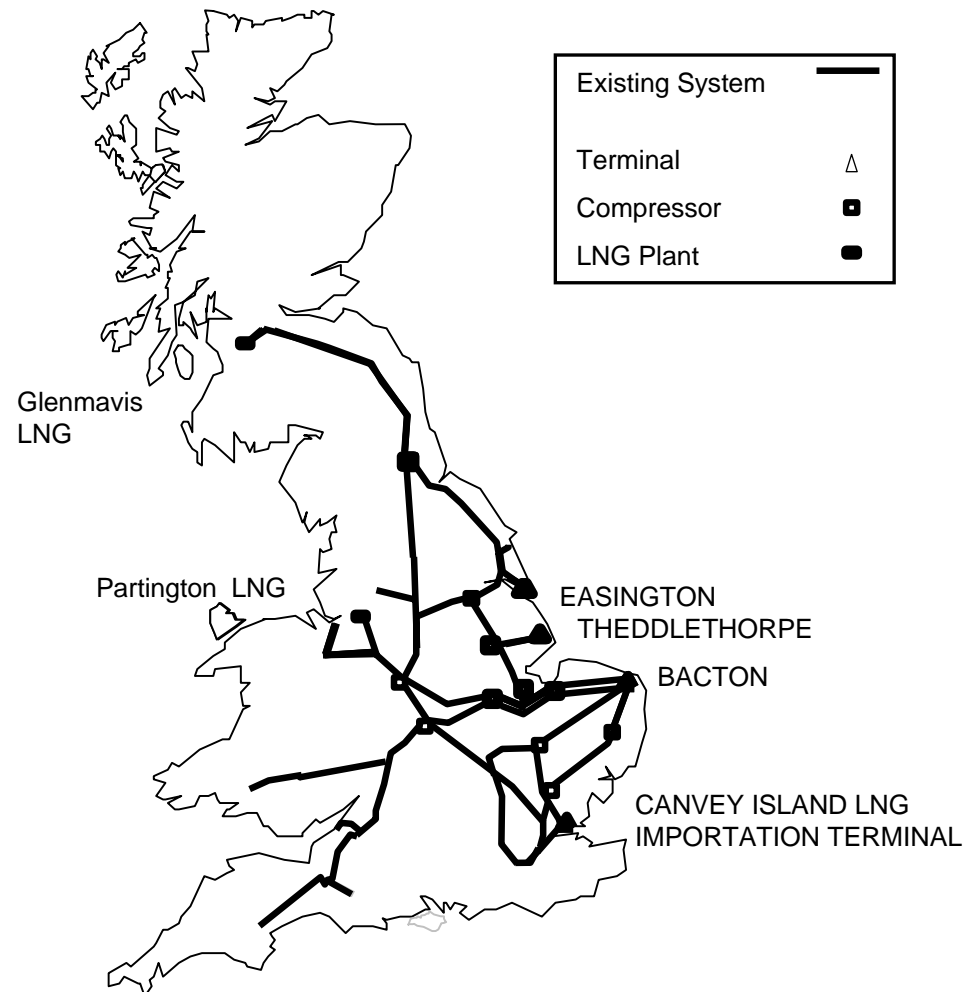 Existing System
Terminal
Compressor
LNG Plant
Glenmavis
LNG
Partington LNG
EASINGTON
THEDDLETHORPE
BACTON
CANVEY ISLAND LNG
IMPORTATION TERMINAL